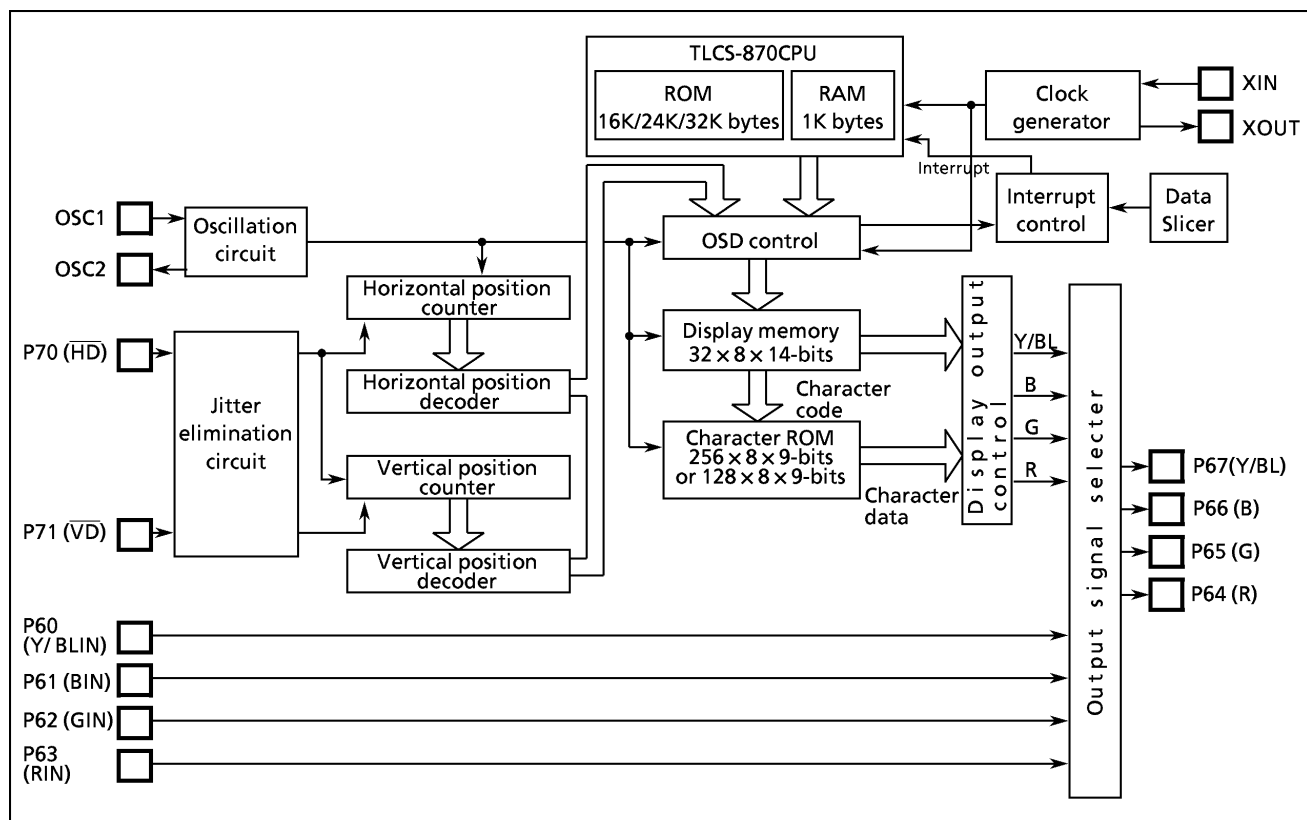 TLCS-870CPU
ROM
16K/24K/32K bytes
RAM
1K bytes
Clock
generator
XIN
XOUT
Interrupt
Interrupt
control
Data
Slicer
OSC1
OSC2
Oscillation
circuit
OSD control
Horizontal position
counter
Horizontal position
decoder
P70 (HD)
P71 (VD)
Jitter
elimination
circuit
Vertical position
counter
Vertical position
decoder
Display memory
32 × 8 × 14-bits
Character
code
Character ROM
256 × 8 × 9-bits
or 128 × 8 × 9-bits
Character
data
Display output
control
Y/BL
B
G
R
Output signal selecter
P67(Y/BL)
P66 (B)
P65 (G)
P64 (R)
P60
(Y/ BLIN)
P61 (BIN)
P62 (GIN)
P63
(RIN)